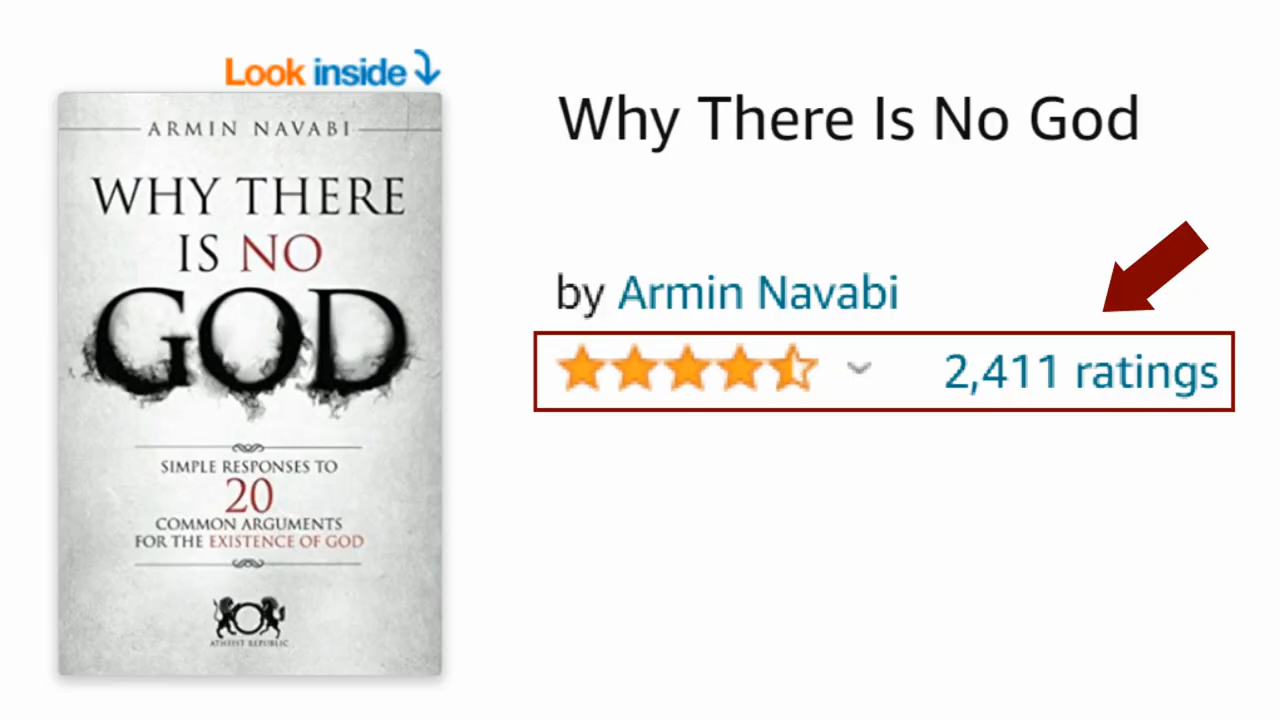 Look inside
ARMIN NAVABI
WHY THERE
IS NO
GOD
SIMPLE RESPONSES TO
20
COMMON ARGUMENTS
FOR THE EXISTENCE OF GOD
ATHEIST REPUBLIC
Why There Is No God
by Armin Navabi
2,411 ratings